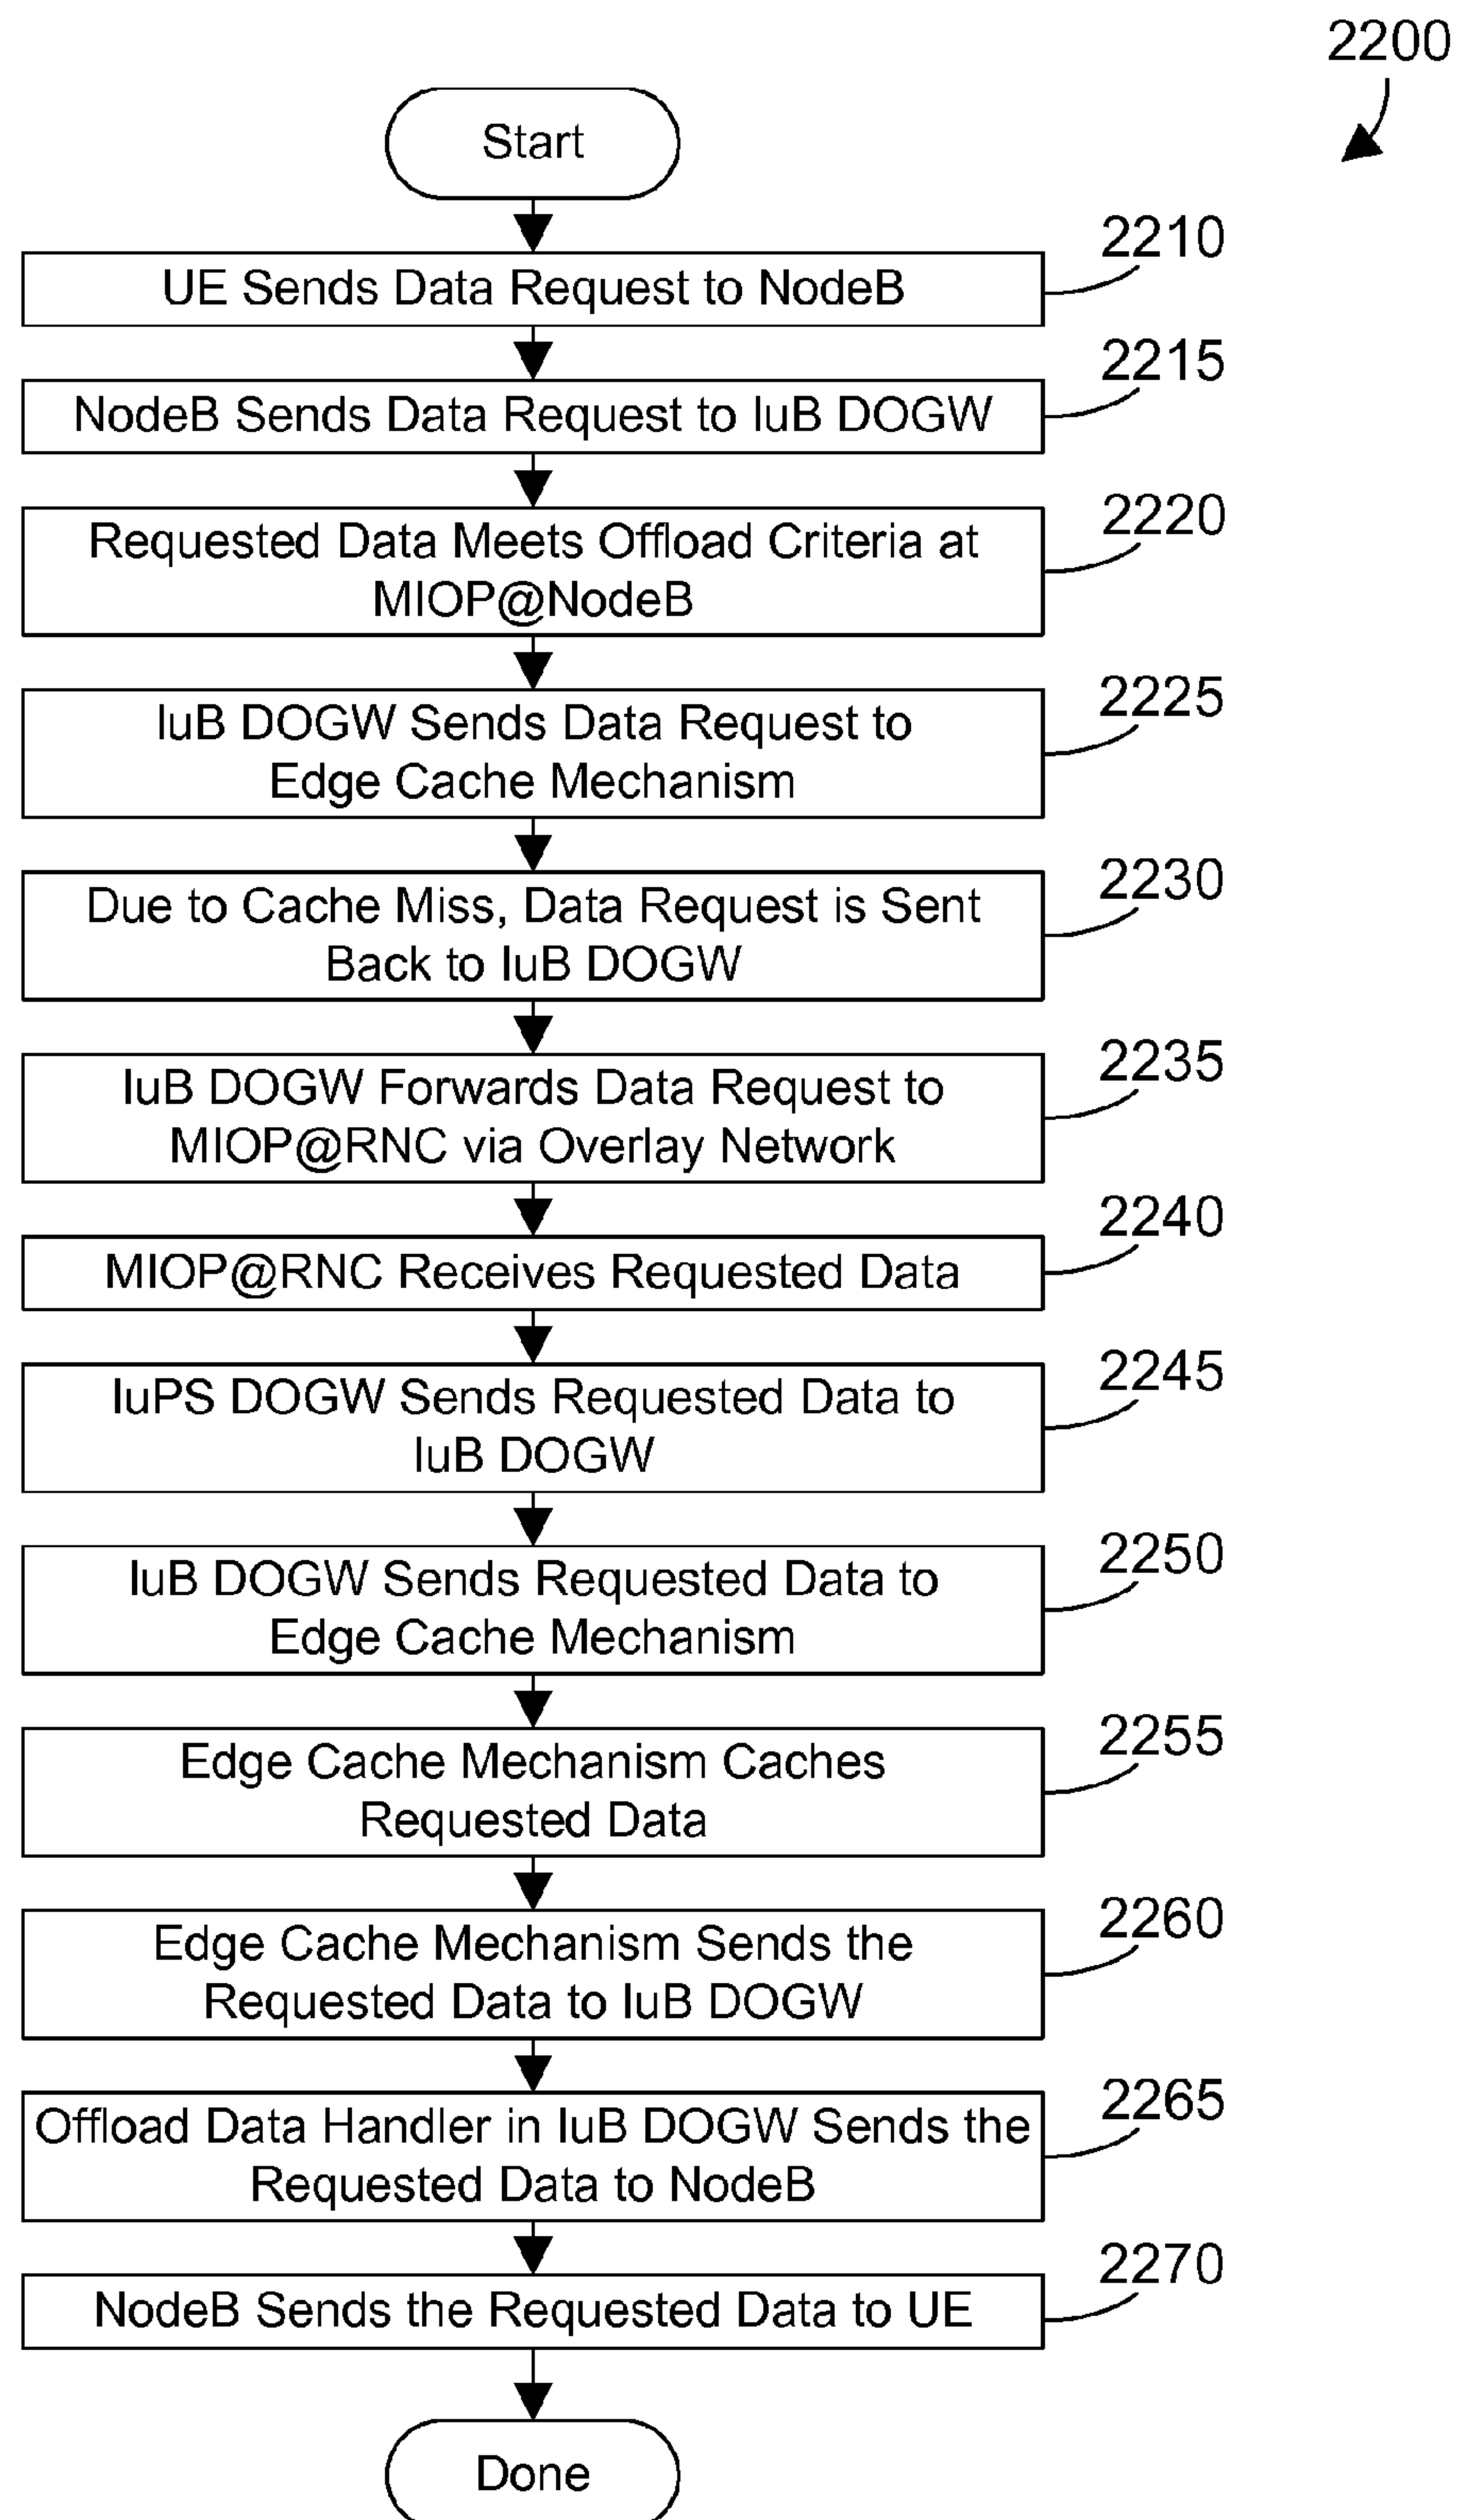 2200
Start
2210
UE Sends Data Request to NodeB
2215
NodeB Sends Data Request to IuB DOGW
2220
Requested Data Meets Offload Criteria at
MIOP@NodeB
2225
IuB DOGW Sends Data Request to
Edge Cache Mechanism
2230
Due to Cache Miss, Data Request is Sent
Back to IuB DOGW
2235
IuB DOGW Forwards Data Request to
MIOP@RNC via Overlay Network
2240
MIOP@RNC Receives Requested Data
2245
IuPS DOGW Sends Requested Data to
IuB DOGW
2250
IuB DOGW Sends Requested Data to
Edge Cache Mechanism
2255
Edge Cache Mechanism Caches
Requested Data
2260
Edge Cache Mechanism Sends the
Requested Data to IuB DOGW
2265
Offload Data Handler in IuB DOGW Sends the
Requested Data to NodeB
2270
NodeB Sends the Requested Data to UE
Done